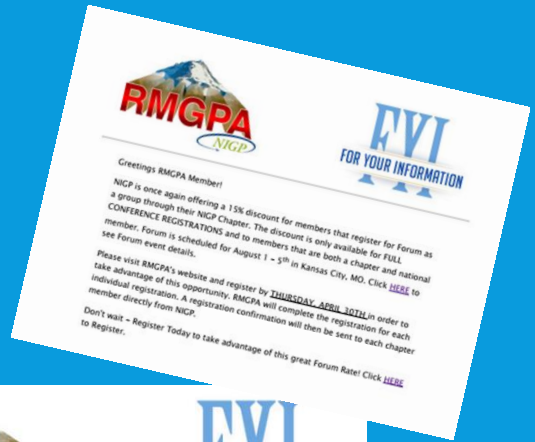 RMGPA
NIGP
FYI
FOR YOUR INFORMATION
Greetings RMGPA Member!
NIGP is once again offering a 15% discount for members that register for Forum as
a group through their NIGP Chapter. The discount is only available for FULL
CONFERENCE REGISTRATIONS and to members that are both a chapter and national
member. Forum is scheduled for August 1 – 5th in Kansas City, MO. Click HERE to
see Forum event details.
Please visit RMGPA's website and register by THURSDAY, APRIL 30TH in order to
take advantage of this opportunity. RMGPA will complete the registration for each
individual registration. A registration confirmation will then be sent to each chapter
member directly from NIGP.
Don't wait – Register Today to take advantage of this great Forum Rate! Click HERE
to Register.
FYI